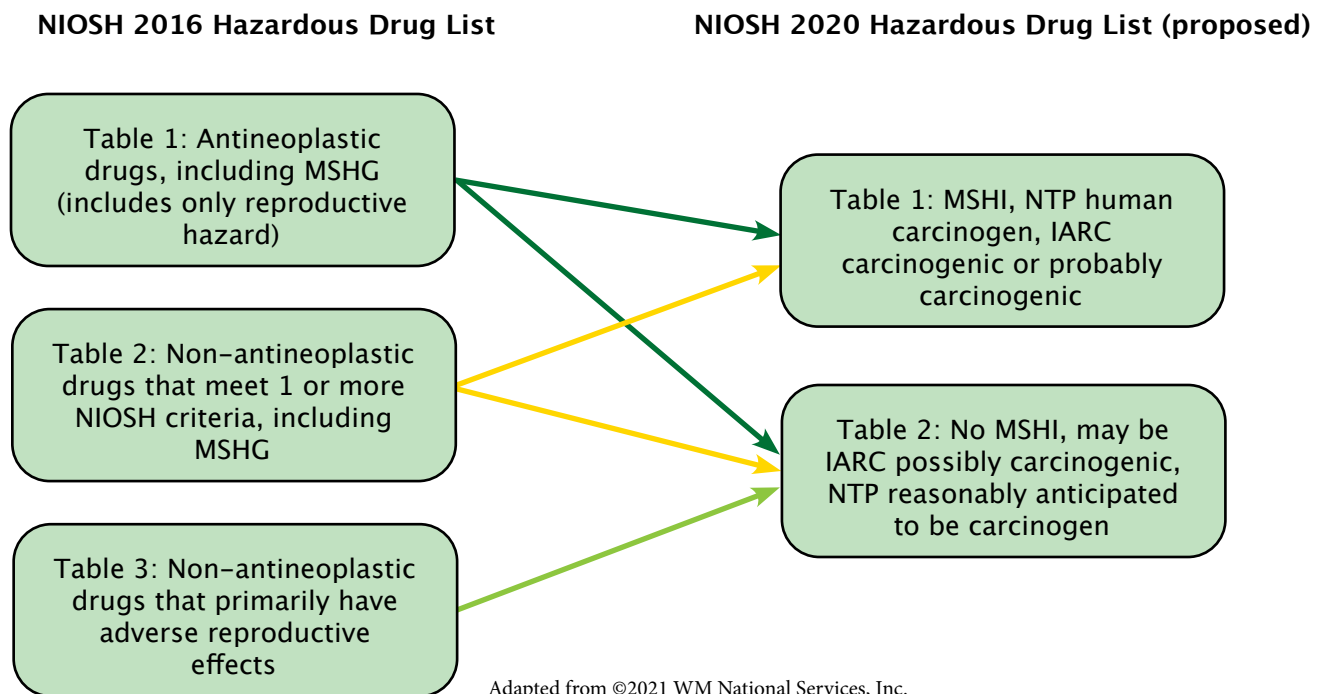 NIOSH 2016 Hazardous Drug List
NIOSH 2020 Hazardous Drug List (proposed)
Table 1: Antineoplastic
drugs, including MSHG
(includes only reproductive
hazard)
Table 2: Non-antineoplastic
drugs that meet 1 or more
NIOSH criteria, including
MSHG
Table 3: Non-antineoplastic
drugs that primarily have
adverse reproductive
effects
Table 1: MSHI, NTP human
carcinogen, IARC
carcinogenic or probably
carcinogenic
Table 2: No MSHI, may be
IARC possibly carcinogenic,
NTP reasonably anticipated
to be carcinogen
Adapted from ©2021 WM National Services, Inc.